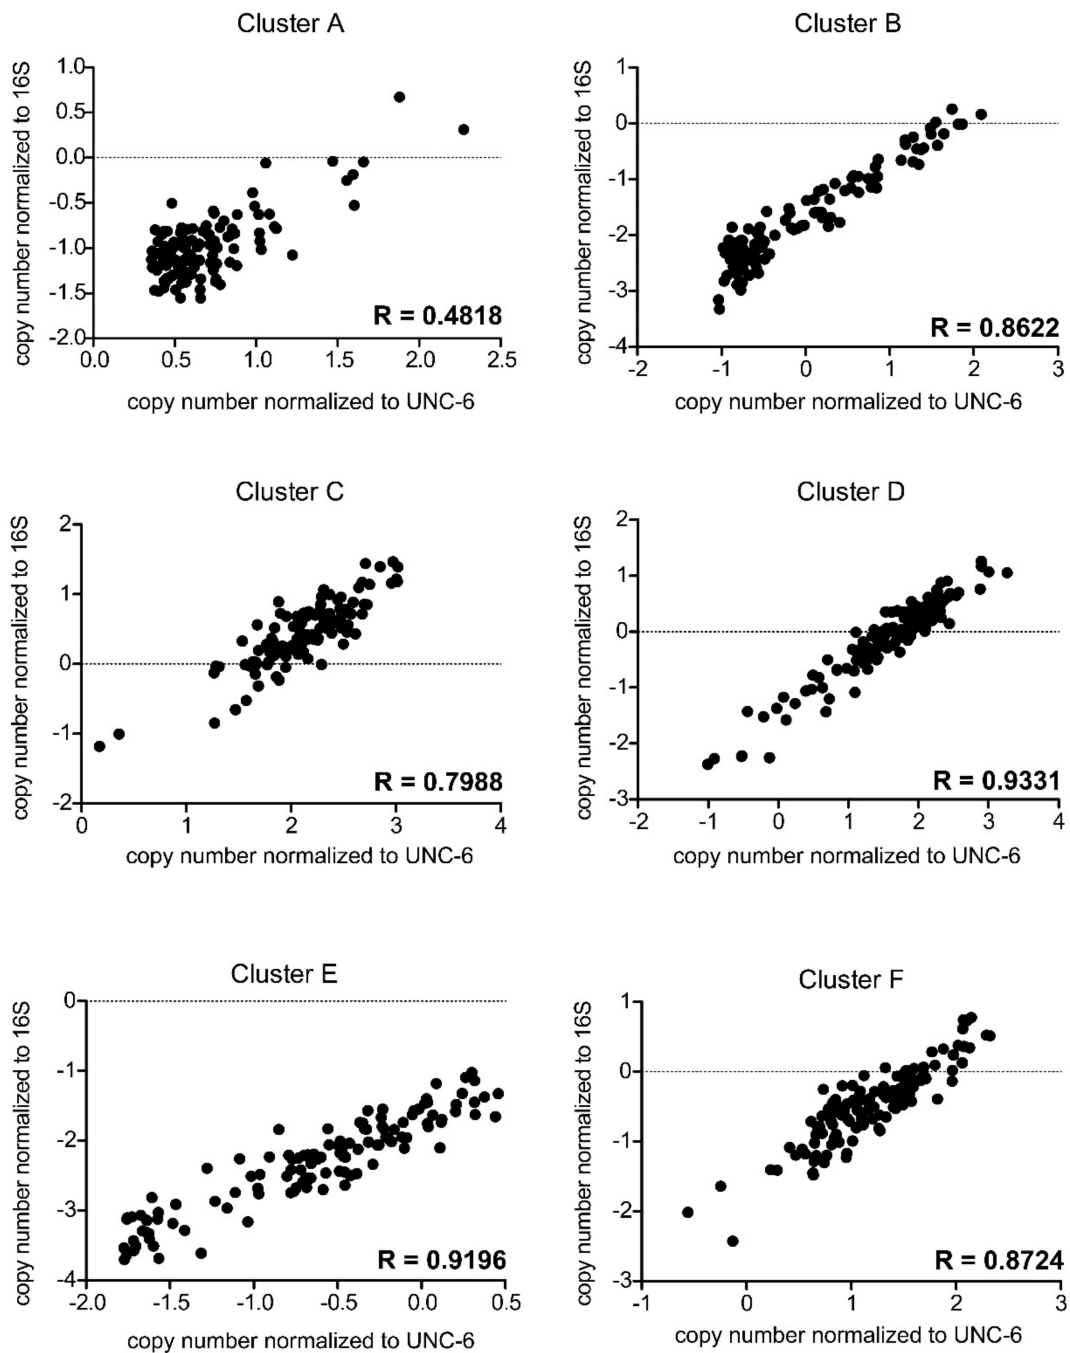 Cluster A
copy number normalized to 16S
1.0
0.5
0.0
-0.5
-1.0
-1.5
-2.0
R = 0.4818
0.0 0.5 1.0 1.5 2.0 2.5
copy number normalized to UNC-6
Cluster B
copy number normalized to 16S
1
0
-1
-2
-3
-4
R = 0.8622
-2 -1 0 1 2 3
copy number normalized to UNC-6
Cluster C
copy number normalized to 16S
2
1
0
-1
-2
R = 0.7988
0 1 2 3 4
copy number normalized to UNC-6
Cluster D
copy number normalized to 16S
2
1
0
-1
-2
-3
R = 0.9331
-2 -1 0 1 2 3 4
copy number normalized to UNC-6
Cluster E
copy number normalized to 16S
0
-1
-2
-3
-4
R = 0.9196
-2.0 -1.5 -1.0 -0.5 0.0 0.5
copy number normalized to UNC-6
Cluster F
copy number normalized to 16S
1
0
-1
-2
-3
R = 0.8724
-1 0 1 2 3
copy number normalized to UNC-6